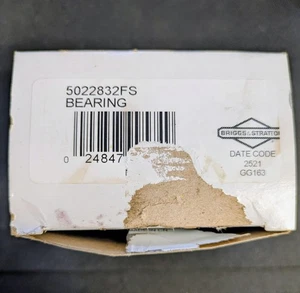 5022832FS
BEARING
0 24847
BRIGGS & STRATTON
DATE CODE
2521
GG163